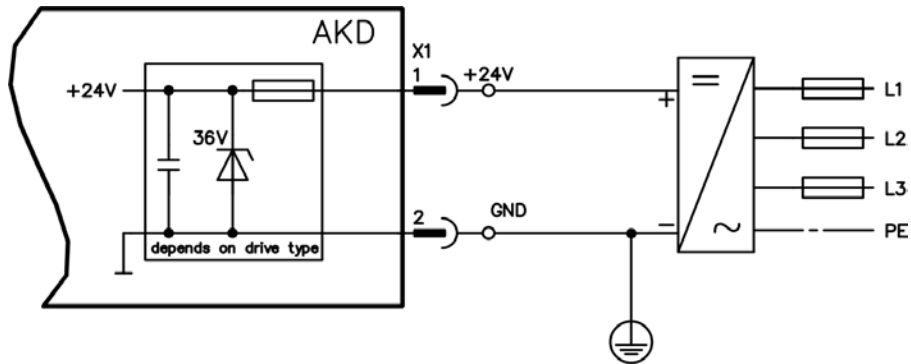 AKD
X1
1
+24V
+24V
36V
2
GND
depends on drive type
+
−
=
~
L1
L2
L3
PE